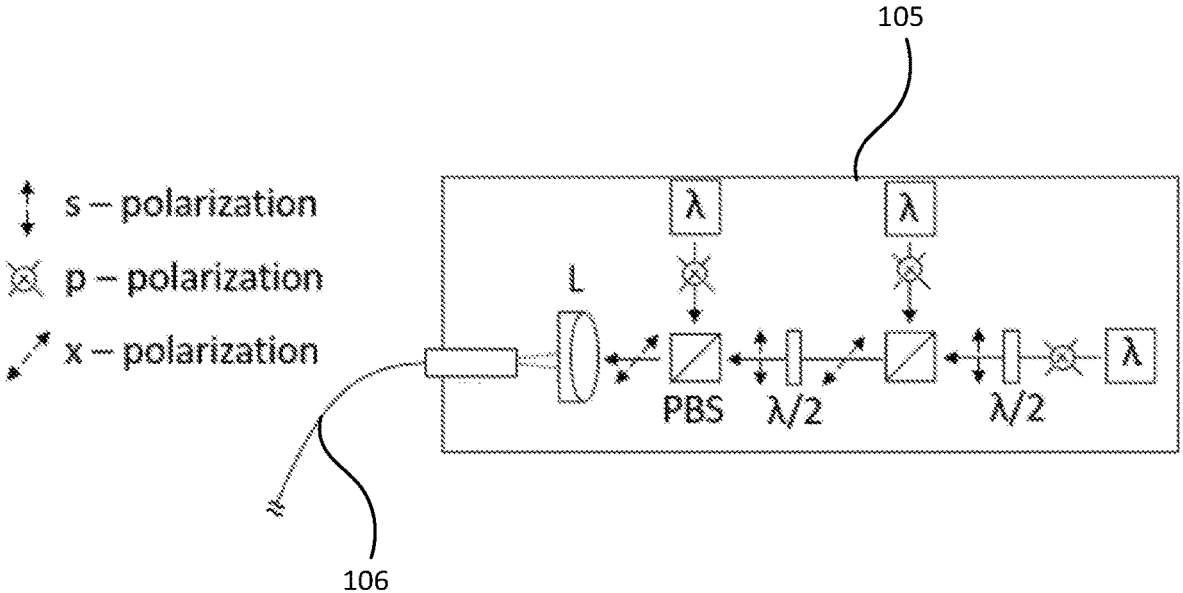 105
λ
λ
s – polarization
p – polarization
L
x – polarization
λ
PBS
λ/2
λ/2
106